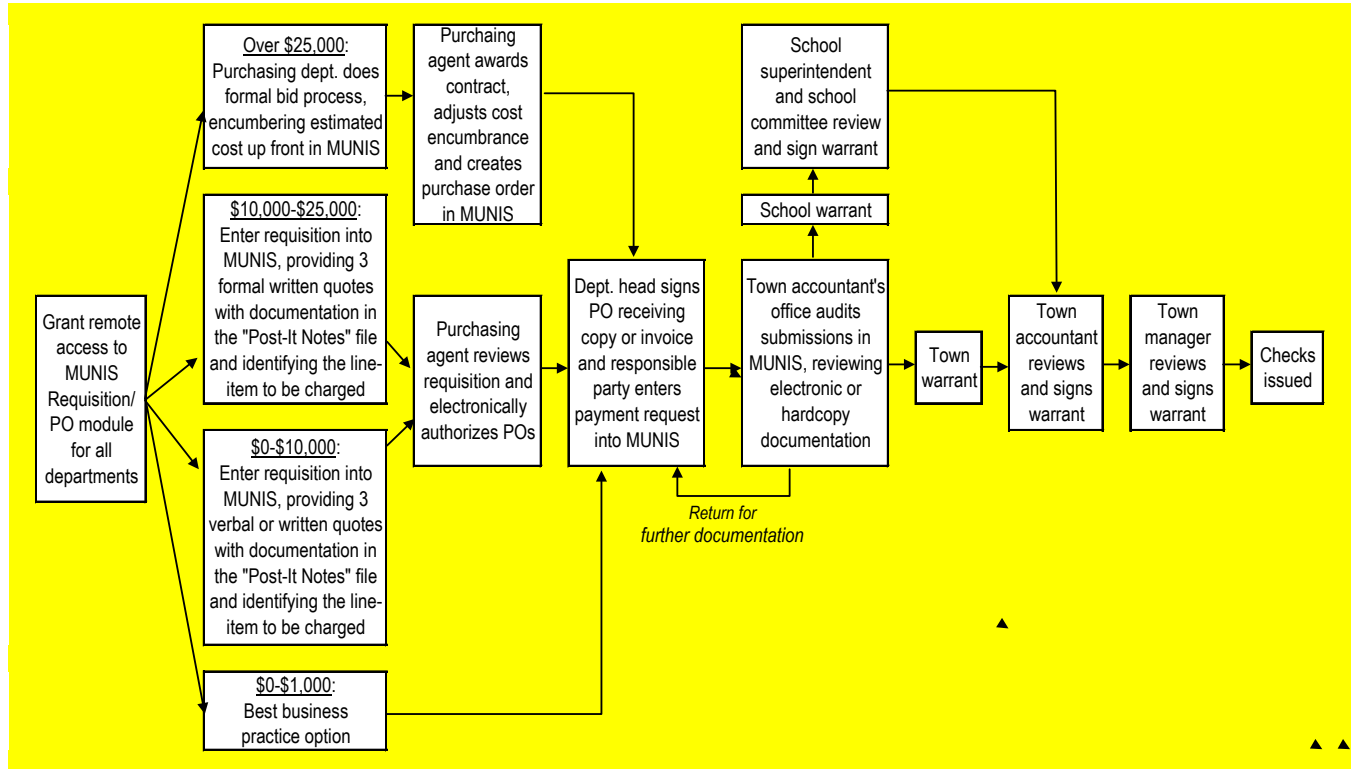 Grant remote
access to
MUNIS
Requisition/
PO module
for all
departments
Over $25,000:
Purchasing dept. does
formal bid process,
encumbering estimated
cost up front in MUNIS
$10,000-$25,000:
Enter requisition into
MUNIS, providing 3
formal written quotes
with documentation in
the "Post-It Notes" file
and identifying the line-
item to be charged
$0-$10,000:
Enter requisition into
MUNIS, providing 3
verbal or written quotes
with documentation in
the "Post-It Notes" file
and identifying the line-
item to be charged
$0-$1,000:
Best business
practice option
Purchaing
agent awards
contract,
adjusts cost
encumbrance
and creates
purchase order
in MUNIS
Purchasing
agent reviews
requisition and
electronically
authorizes POs
Dept. head signs
PO receiving
copy or invoice
and responsible
party enters
payment request
into MUNIS
School
superintendent
and school
committee review
and sign warrant
School warrant
Town accountant's
office audits
submissions in
MUNIS, reviewing
electronic or
hardcopy
documentation
Return for
further documentation
Town
warrant
Town
accountant
reviews
and signs
warrant
Town
manager
reviews
and signs
warrant
Checks
issued